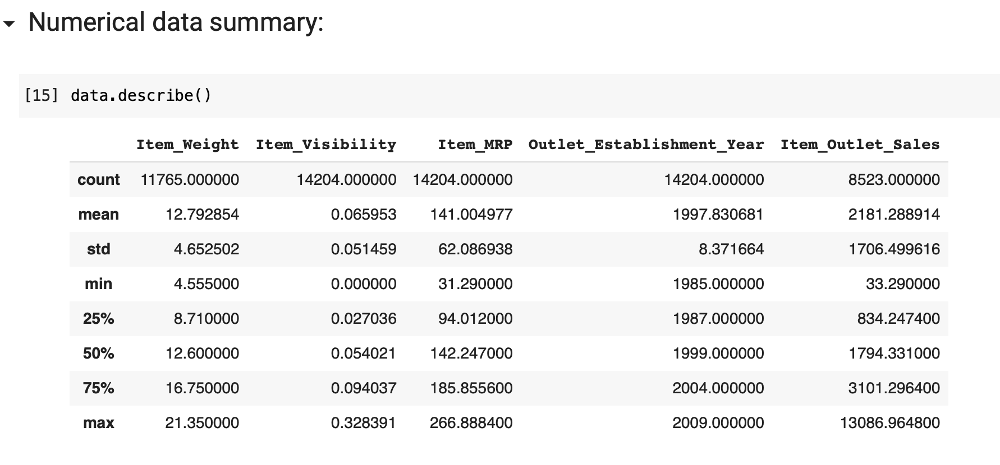 Numerical data summary:
[15] data.describe()
Item_Weight Item_Visibility Item_MRP Outlet_Establishment_Year Item_Outlet_Sales
count 11765.000000 14204.000000 14204.000000 14204.000000 8523.000000
mean 12.792854 0.065953 141.004977 1997.830681 2181.288914
std 4.652502 0.051459 62.086938 8.371664 1706.499616
min 4.555000 0.000000 31.290000 1985.000000 33.290000
25% 8.710000 0.027036 94.012000 1987.000000 834.247400
50% 12.600000 0.054021 142.247000 1999.000000 1794.331000
75% 16.750000 0.094037 185.855600 2004.000000 3101.296400
max 21.350000 0.328391 266.888400 2009.000000 13086.964800